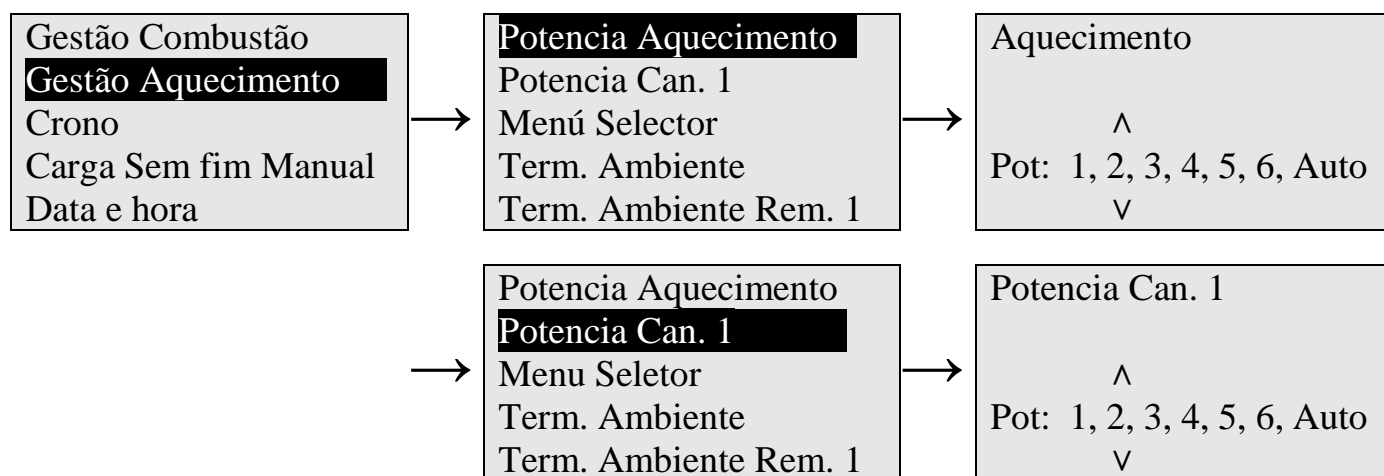 Gestão Combustão
Gestão Aquecimento
Crono
Carga Sem fim Manual
Data e hora
Potencia Aquecimento
Potencia Can. 1
Menú Selector
Term. Ambiente
Term. Ambiente Rem. 1
Aquecimento
Pot: 1, 2, 3, 4, 5, 6, Auto
Potencia Aquecimento
Potencia Can. 1
Menu Seletor
Term. Ambiente
Term. Ambiente Rem. 1
Potencia Can. 1
Pot: 1, 2, 3, 4, 5, 6, Auto